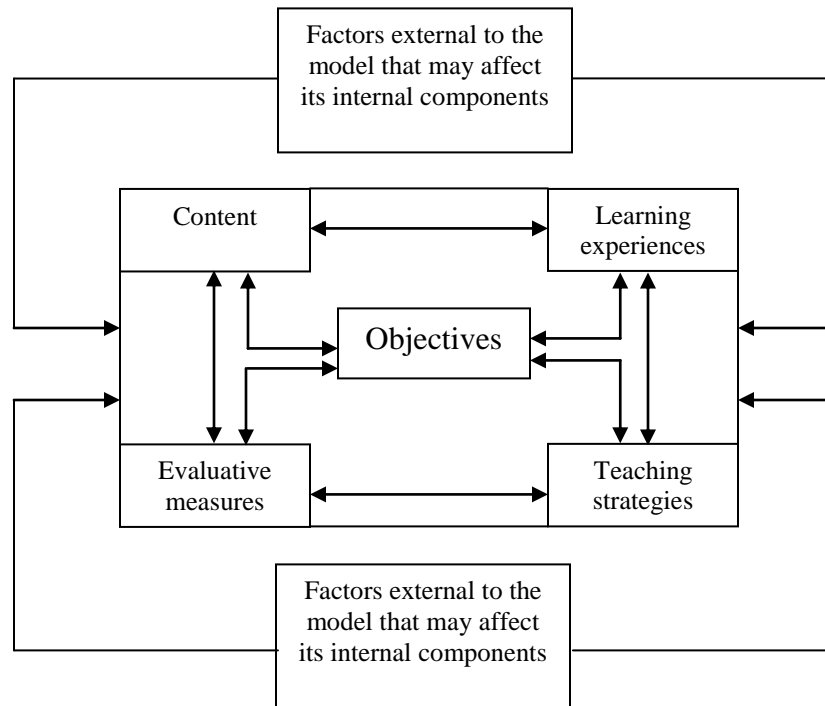 Factors external to the
model that may affect
its internal components
Content
Learning
experiences
Objectives
Evaluative
measures
Teaching
strategies
Factors external to the
model that may affect
its internal components